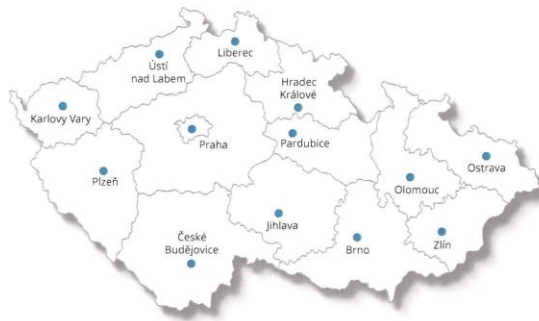 Liberec
Ústí
nad Labem
Hradec
Králové
Karlovy Vary
Praha
Pardubice
Plzeň
Olomouc
Ostrava
Jihlava
České
Budějovice
Brno
Zlín